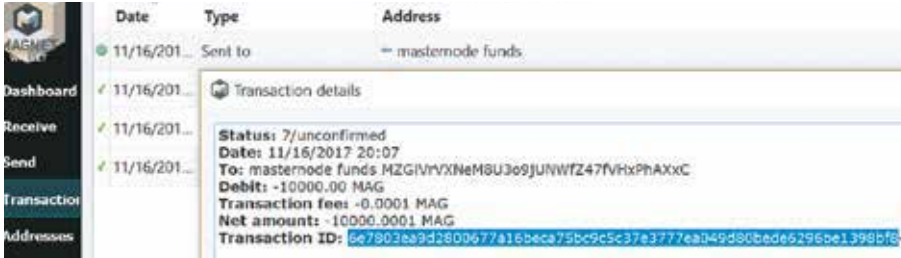 Date Type Address
MAGNET
11/16/201... Sent to masternode funds
Dashboard 11/16/201... Transaction details
Receive 11/16/201...
Status: 7/unconfirmed
Date: 11/16/2017 20:07
Send 11/16/201...
To: masternode funds
Debit: -10000.00 MAG
Transaction fee: -0.0001 MAG
Transaction
Net amount: -10000.0001 MAG
Addresses
Transaction ID: